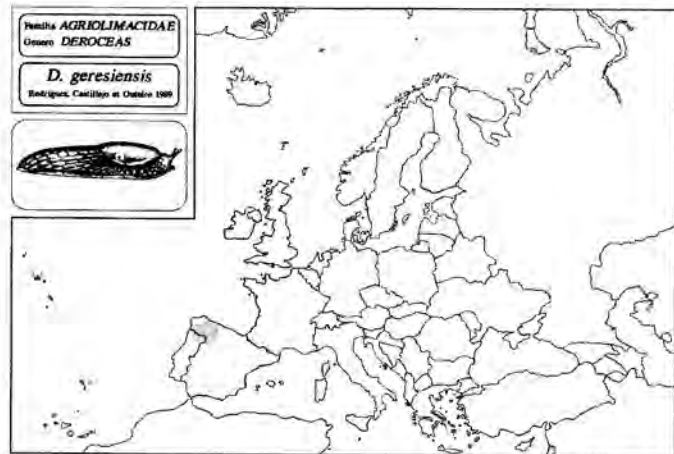 Familia AGRIOLIMACIDAE
Genero DEROCEAS
D. geresiensis
Rodriguez, Castillejo et Outeiro 1989